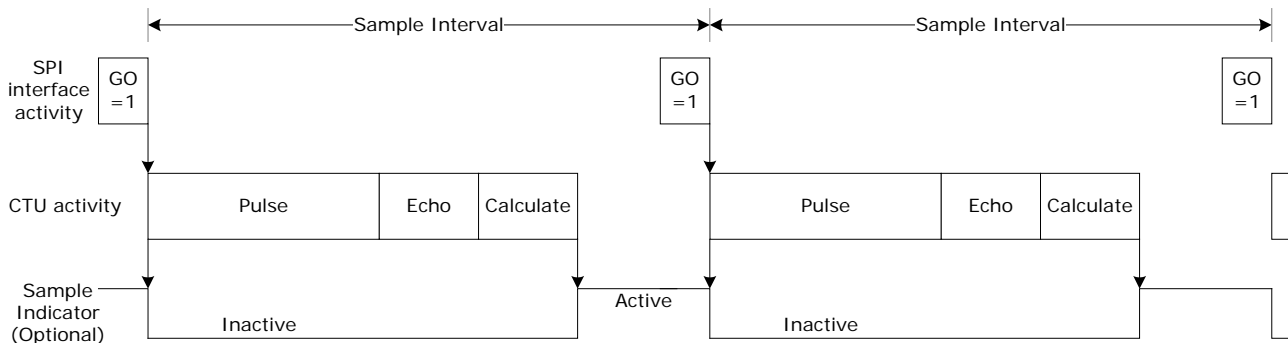 Sample Interval
Sample Interval
SPI
interface
activity
GO
=1
GO
=1
GO
=1
CTU activity
Pulse
Echo
Calculate
Pulse
Echo
Calculate
Sample
Indicator
(Optional)
Inactive
Active
Inactive